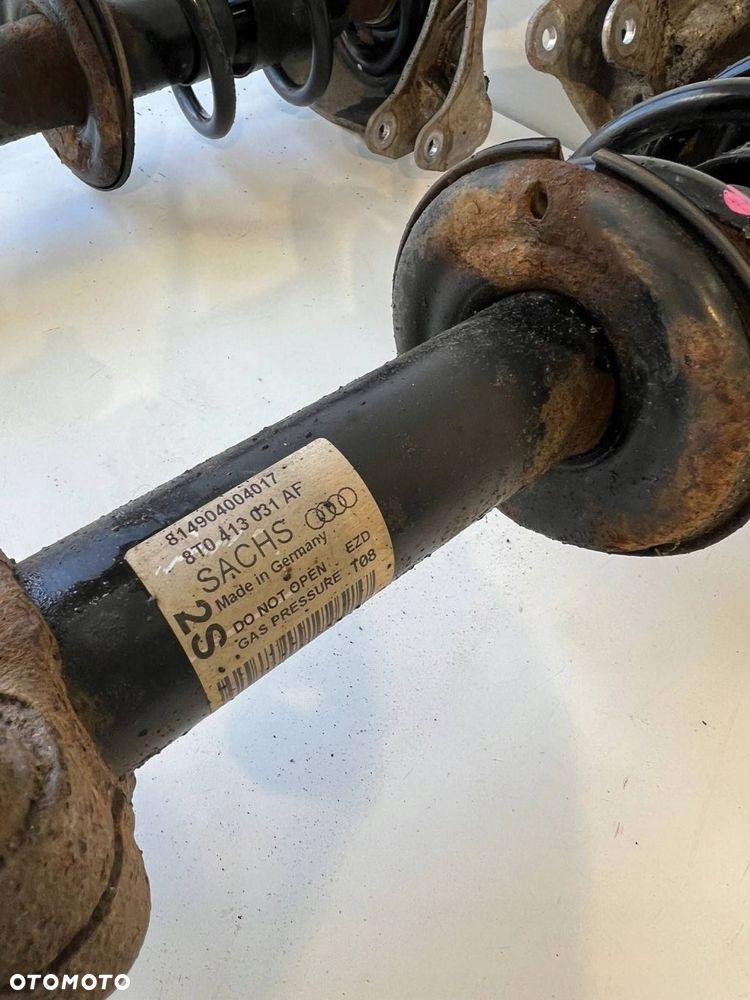 814904004017
8T0 413 031 AF
SACHS
Made in Germany
2S
DO NOT OPEN EZD
GAS PRESSURE T08
OTOMOTO